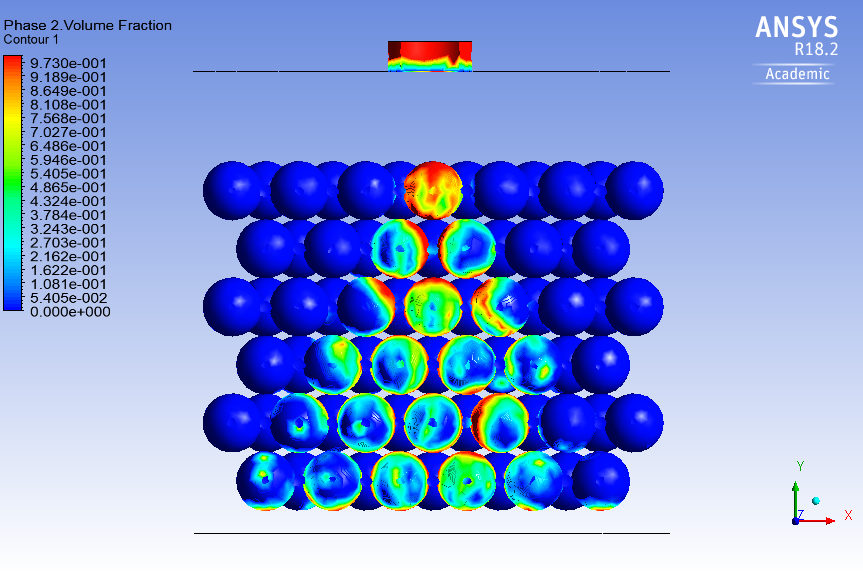 Phase 2.Volume Fraction
Contour 1
9.730e-001
9.189e-001
8.649e-001
8.108e-001
7.568e-001
7.027e-001
6.486e-001
5.946e-001
5.405e-001
4.865e-001
4.324e-001
3.784e-001
3.243e-001
2.703e-001
2.162e-001
1.622e-001
1.081e-001
5.405e-002
0.000e+000
ANSYS
R18.2
Academic
Y
Z
X